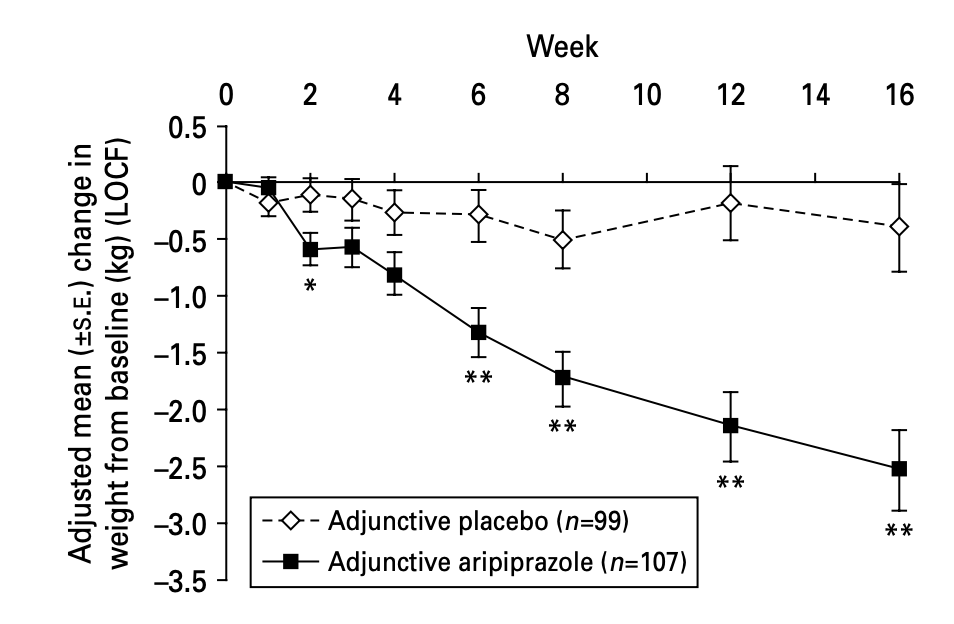 Week
0 2 4 6 8 10 12 14 16
Adjusted mean (±S.E.) change in
weight from baseline (kg) (LOCF)
0.5
0
–0.5
–1.0
–1.5
–2.0
–2.5
–3.0
–3.5
*
**
**
**
**
Adjunctive placebo (n=99)
Adjunctive aripiprazole (n=107)